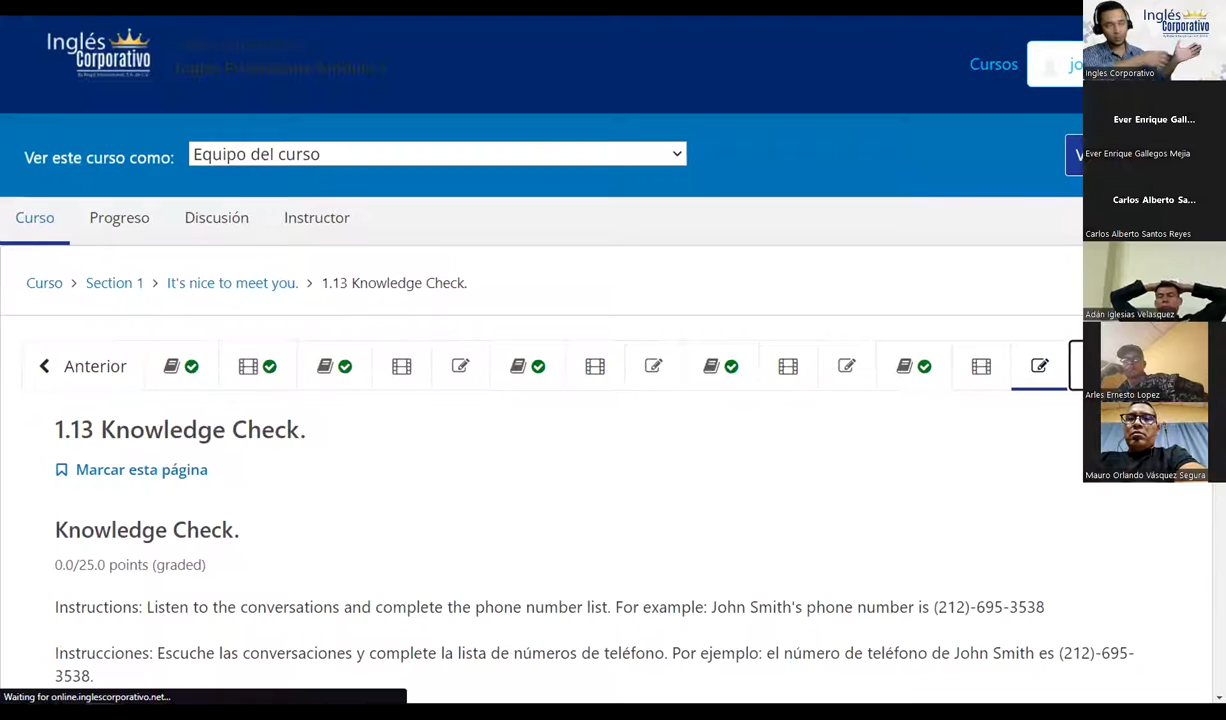 Inglés
Corporativo
Cursos
jo
Ver este curso como:
Equipo del curso
V
Curso
Progreso
Discusión
Instructor
Curso > Section 1 > It's nice to meet you. > 1.13 Knowledge Check.
Anterior
1.13 Knowledge Check.
Marcar esta página
Knowledge Check.
0.0/25.0 points (graded)
Instructions: Listen to the conversations and complete the phone number list. For example: John Smith's phone number is (212)-695-3538
Instrucciones: Escuche las conversaciones y complete la lista de números de teléfono. Por ejemplo: el número de teléfono de John Smith es (212)-695-
3538.
Waiting for online.inglescorporativo.net...
Inglés
Corporativo
Ingles Corporativo
Ever Enrique Gall...
Ever Enrique Gallegos Mejia
Carlos Alberto Sa...
Carlos Alberto Santos Reyes
Adán Iglesias Velasquez
Arles Ernesto Lopez
Mauro Orlando Vásquez Segura